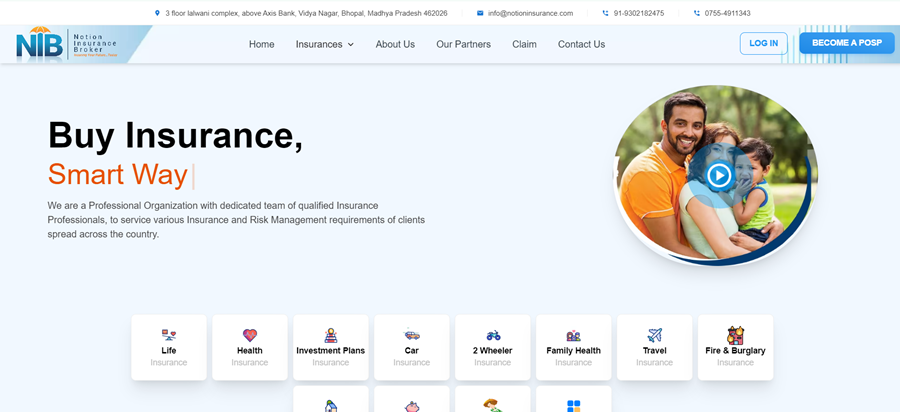 3 floor lalwani complex, above Axis Bank, Vidya Nagar, Bhopal, Madhya Pradesh 462026
info@notioninsurance.com
91-9302182475
0755-4911343
NIB
Notion
Insurance
Broker
Home
Insurances
About Us
Our Partners
Claim
Contact Us
LOG IN
BECOME A POSP
Buy Insurance,
Smart Way
We are a Professional Organization with dedicated team of qualified Insurance
Professionals, to service various Insurance and Risk Management requirements of clients
spread across the country.
Life
Insurance
Health
Insurance
Investment Plans
Insurance
Car
Insurance
2 Wheeler
Insurance
Family Health
Insurance
Travel
Insurance
Fire & Burglary
Insurance